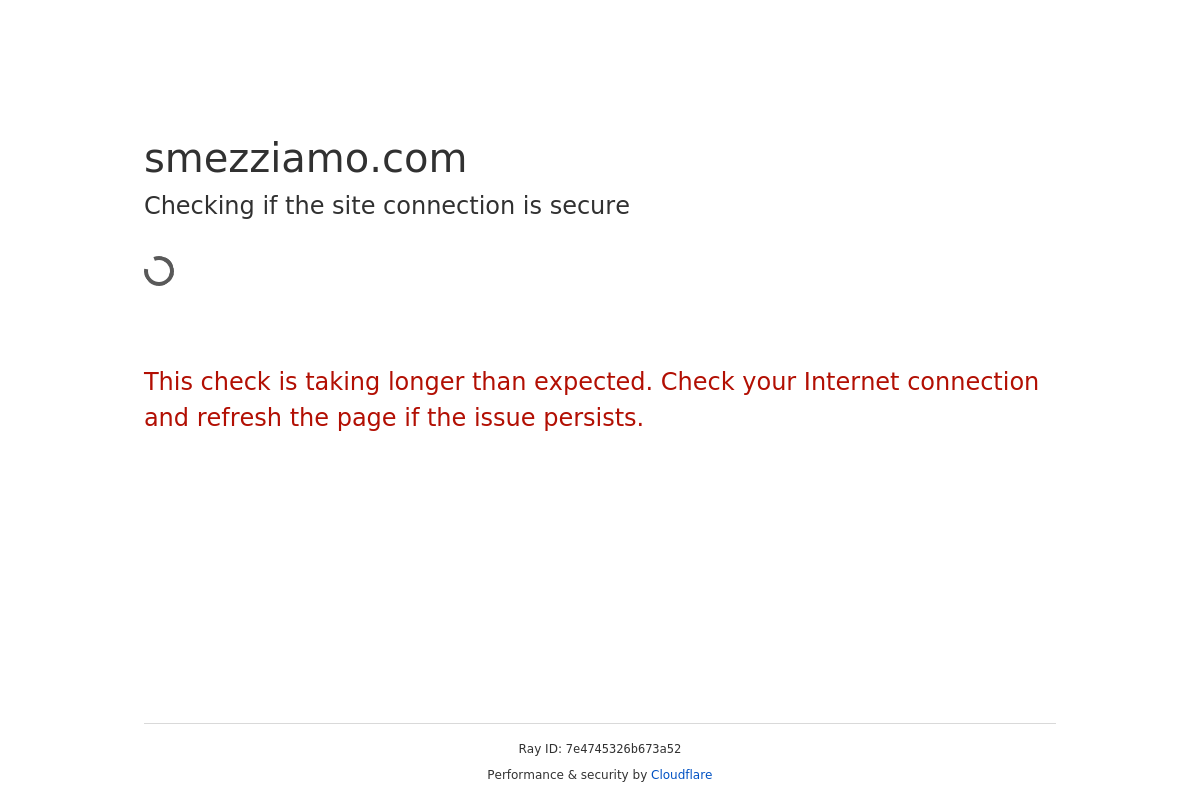 smezziamo.com
Checking if the site connection is secure
This check is taking longer than expected. Check your Internet connection
and refresh the page if the issue persists.
Ray ID: 7e4745326b673a52
Performance & security by Cloudflare